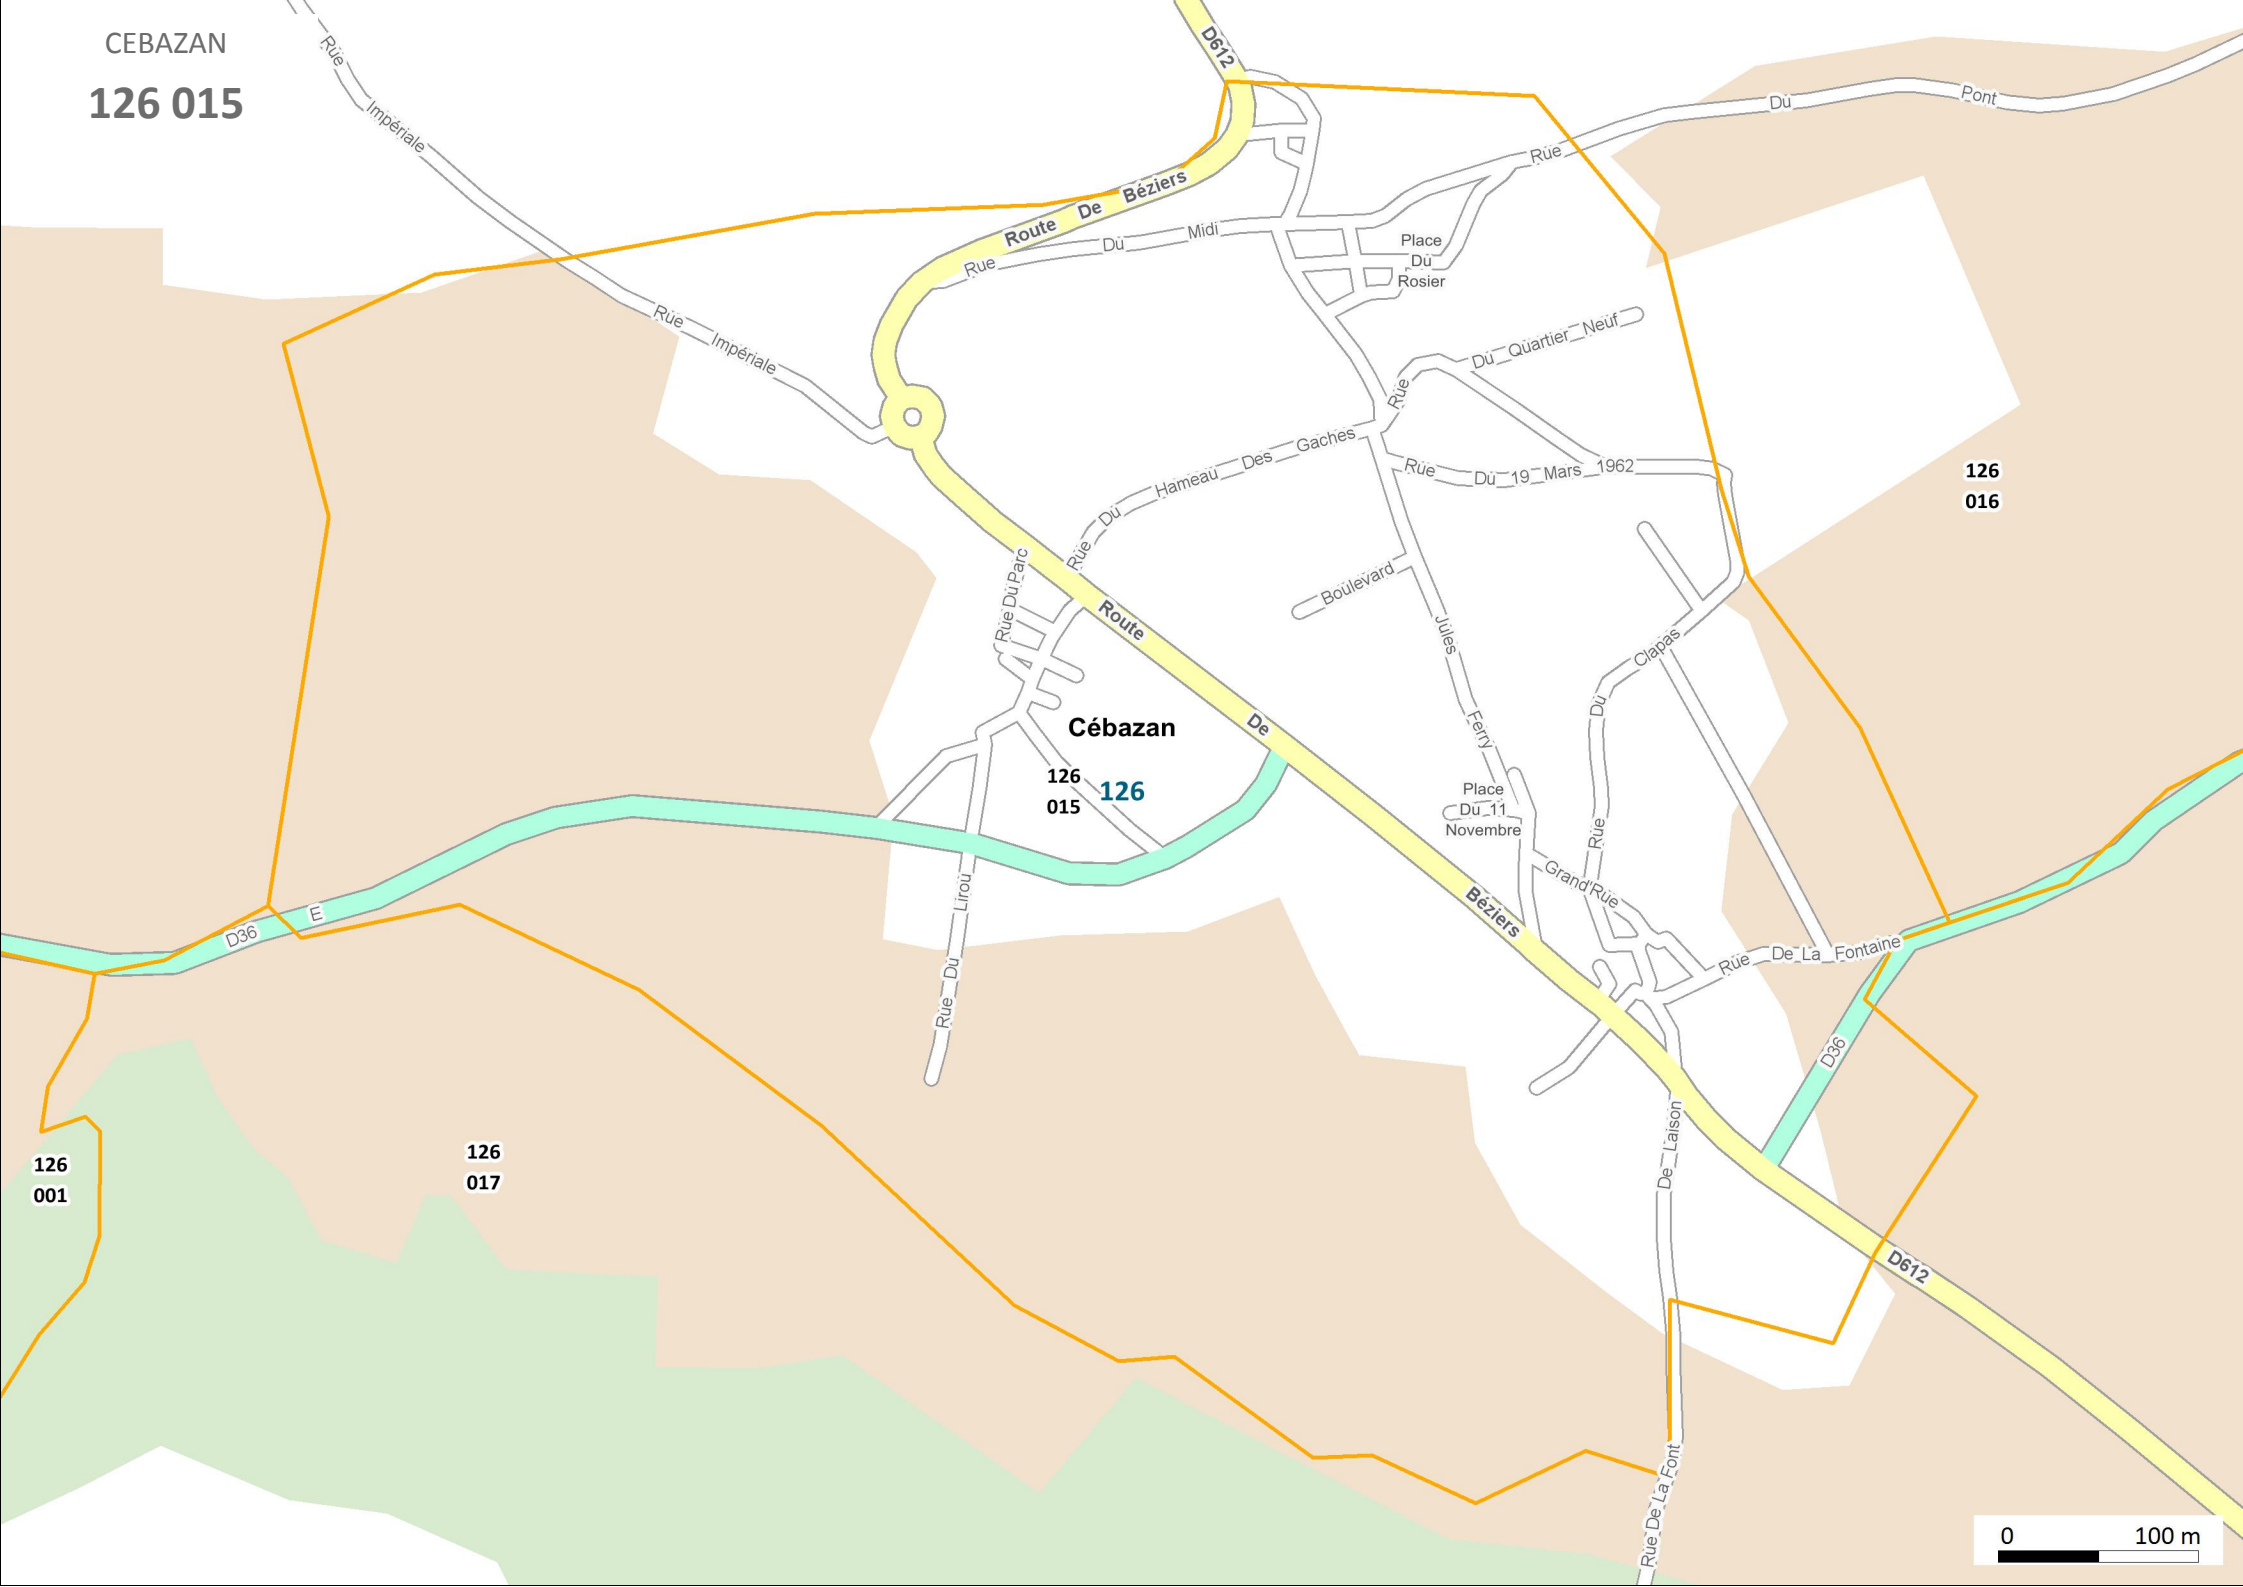 CEBAZAN
126 015
D612
Rue
Impériale
Rue
Impériale
Route De Béziers
Rue Du Midi
Rue Du Pont
Place
Du
Rosier
Rue Du Quartier Neuf
Rue Du Hameau Des Gaches
Rue Du 19 Mars 1962
126
016
Boulevard
Jules
Ferry
Rue Du Parc
Route De Béziers
Rue Du Clapas
Cébazan
126
015
126
Place
Du 11
Novembre
Grand'Rue
Rue De La Fontaine
D36 E
Rue Du Lirou
D36
De Laison
126
001
126
017
D612
Rue De La Font
0 100 m